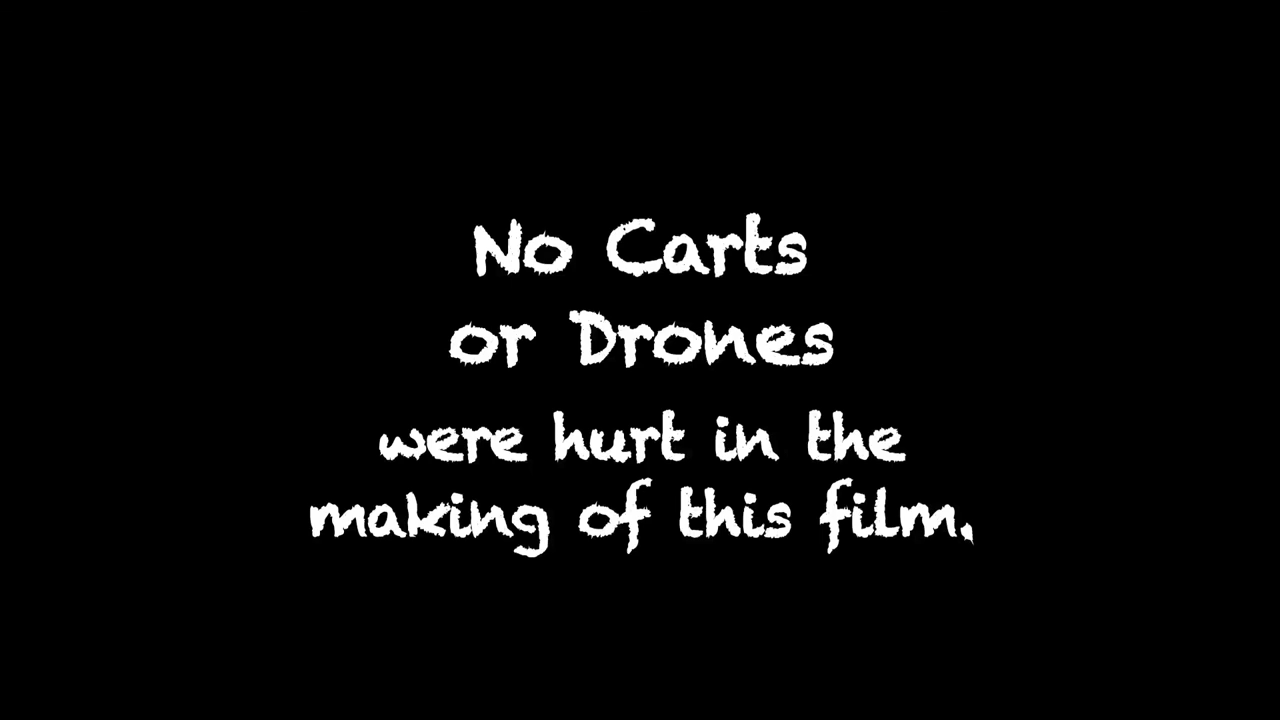 No Carts
or Drones
were hurt in the
making of this film.